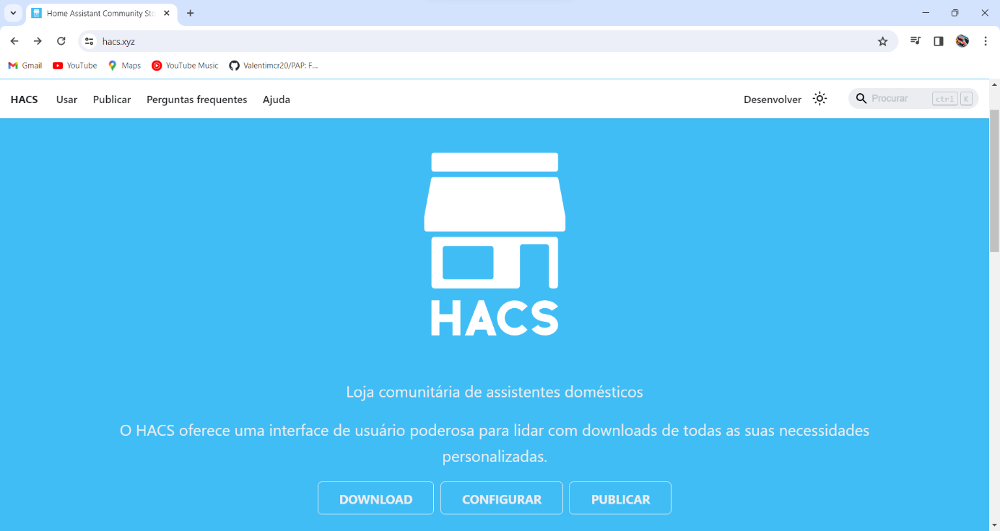 Home Assistant Community Sto
hacs.xyz
Gmail YouTube Maps YouTube Music Valentimcr20/PAP: F...
HACS Usar Publicar Perguntas frequentes Ajuda Desenvolver Procurar ctrl K
HACS
Loja comunitária de assistentes domésticos
O HACS oferece uma interface de usuário poderosa para lidar com downloads de todas as suas necessidades
personalizadas.
DOWNLOAD CONFIGURAR PUBLICAR